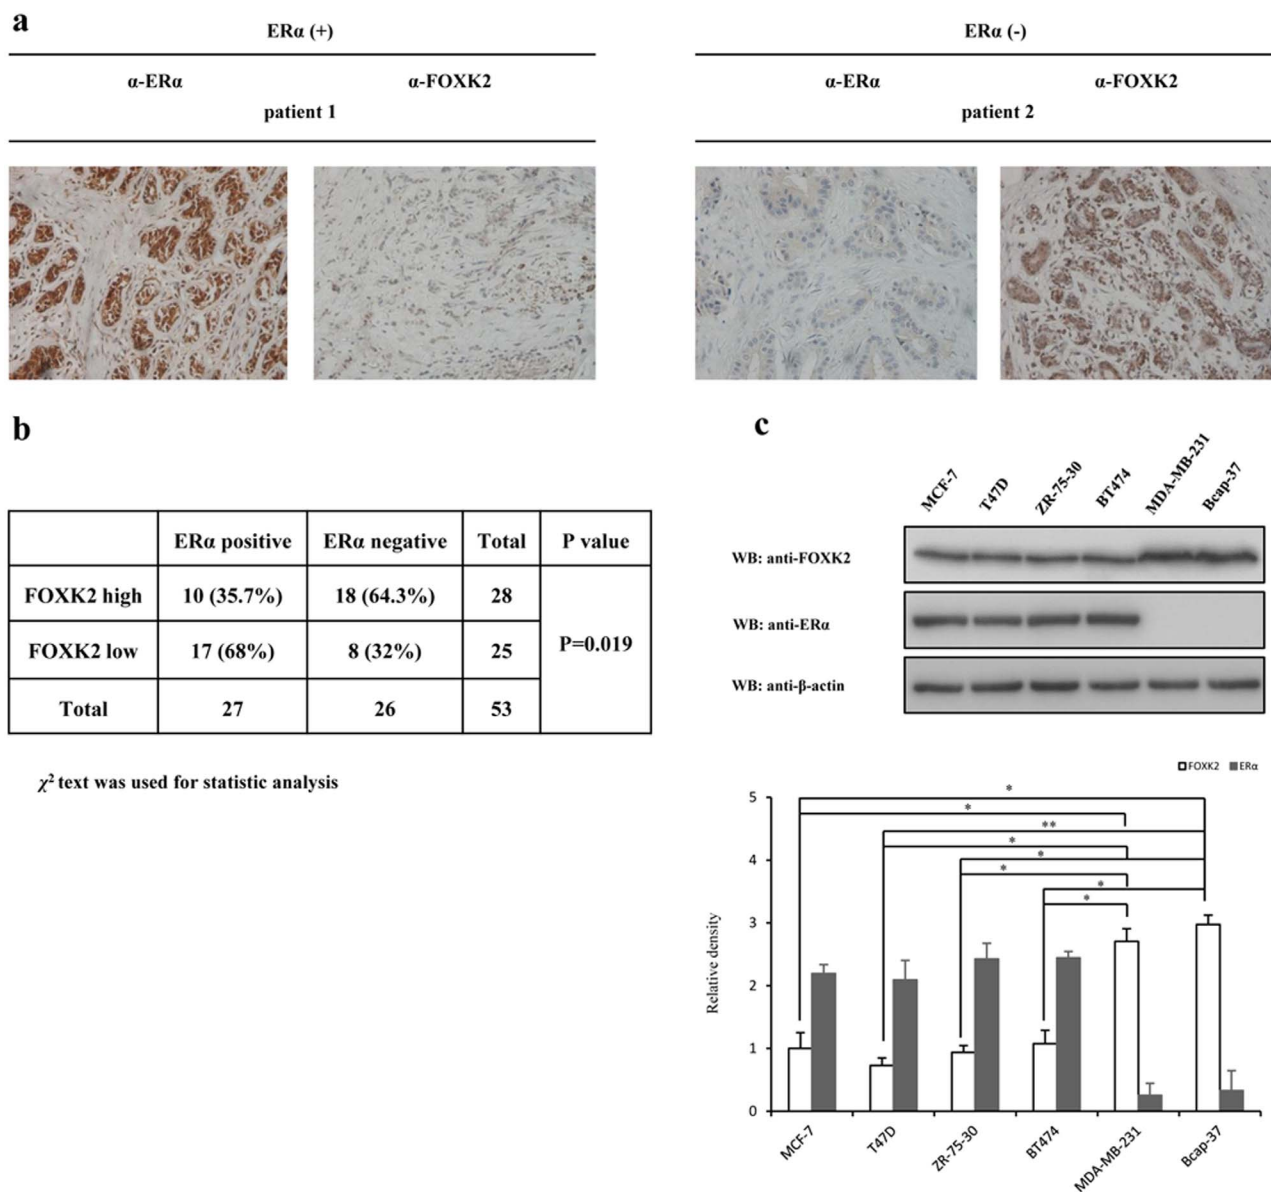 a
ERα (+)
α-ERα α-FOXK2
patient 1
ERα (-)
α-ERα α-FOXK2
patient 2
b
ERα positive ERα negative Total P value
FOXK2 high 10 (35.7%) 18 (64.3%) 28
FOXK2 low 17 (68%) 8 (32%) 25
P=0.019
Total 27 26 53
χ² text was used for statistic analysis
c
MCF-7 T47D ZR-75-30 BT474 MDA-MB-231 Bcap-37
WB: anti-FOXK2
WB: anti-ERα
WB: anti-β-actin
FOXK2 ERα
*
*
**
*
*
*
*
*
Relative density
5
4
3
2
1
0
MCF-7 T47D ZR-75-30 BT474 MDA-MB-231 Bcap-37